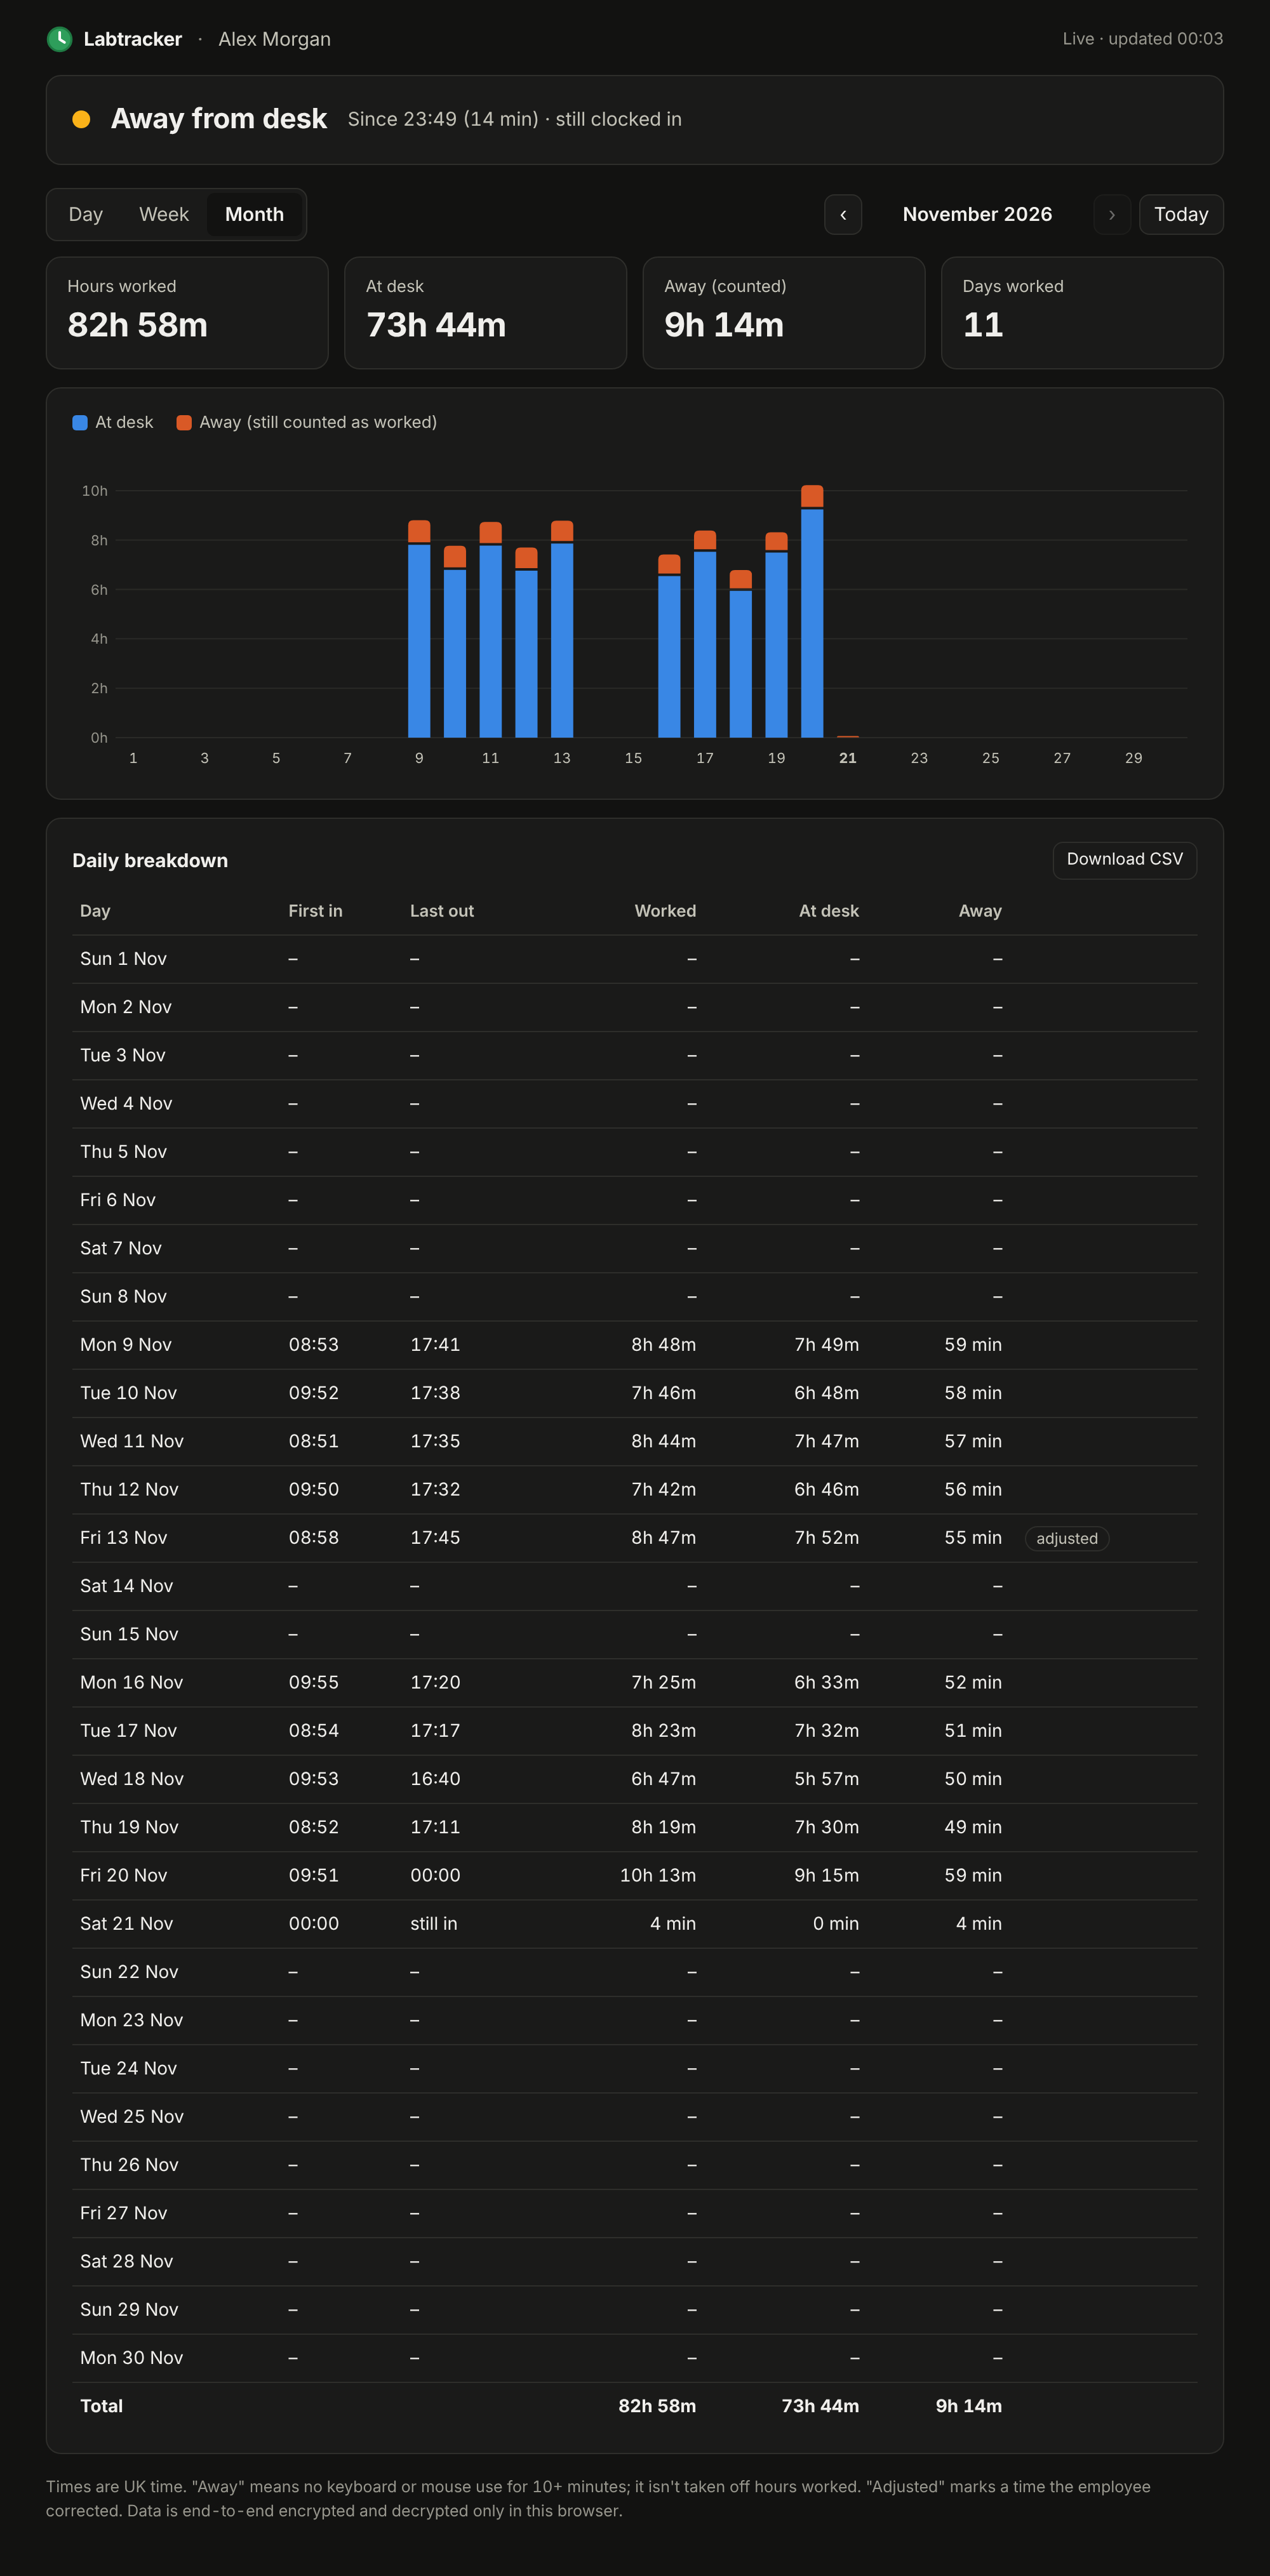 Labtracker · Alex Morgan
Live · updated 00:03
Away from desk Since 23:49 (14 min) · still clocked in
Day Week Month
‹ November 2026 › Today
Hours worked
82h 58m
At desk
73h 44m
Away (counted)
9h 14m
Days worked
11
At desk Away (still counted as worked)
10h
8h
6h
4h
2h
0h
1 3 5 7 9 11 13 15 17 19 21 23 25 27 29
Daily breakdown
Download CSV
Day First in Last out Worked At desk Away
Sun 1 Nov – – – – –
Mon 2 Nov – – – – –
Tue 3 Nov – – – – –
Wed 4 Nov – – – – –
Thu 5 Nov – – – – –
Fri 6 Nov – – – – –
Sat 7 Nov – – – – –
Sun 8 Nov – – – – –
Mon 9 Nov 08:53 17:41 8h 48m 7h 49m 59 min
Tue 10 Nov 09:52 17:38 7h 46m 6h 48m 58 min
Wed 11 Nov 08:51 17:35 8h 44m 7h 47m 57 min
Thu 12 Nov 09:50 17:32 7h 42m 6h 46m 56 min
Fri 13 Nov 08:58 17:45 8h 47m 7h 52m 55 min adjusted
Sat 14 Nov – – – – –
Sun 15 Nov – – – – –
Mon 16 Nov 09:55 17:20 7h 25m 6h 33m 52 min
Tue 17 Nov 08:54 17:17 8h 23m 7h 32m 51 min
Wed 18 Nov 09:53 16:40 6h 47m 5h 57m 50 min
Thu 19 Nov 08:52 17:11 8h 19m 7h 30m 49 min
Fri 20 Nov 09:51 00:00 10h 13m 9h 15m 59 min
Sat 21 Nov 00:00 still in 4 min 0 min 4 min
Sun 22 Nov – – – – –
Mon 23 Nov – – – – –
Tue 24 Nov – – – – –
Wed 25 Nov – – – – –
Thu 26 Nov – – – – –
Fri 27 Nov – – – – –
Sat 28 Nov – – – – –
Sun 29 Nov – – – – –
Mon 30 Nov – – – – –
Total 82h 58m 73h 44m 9h 14m
Times are UK time. "Away" means no keyboard or mouse use for 10+ minutes; it isn't taken off hours worked. "Adjusted" marks a time the employee
corrected. Data is end-to-end encrypted and decrypted only in this browser.